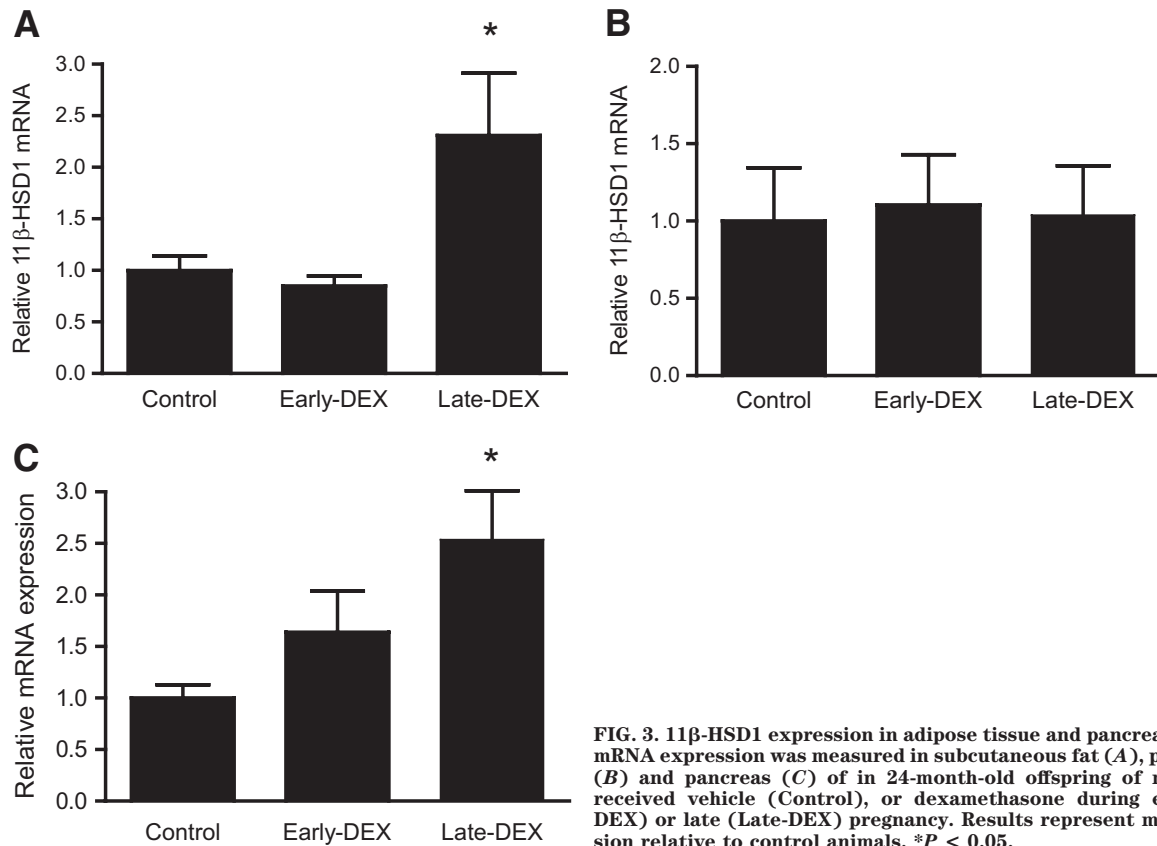 A
*
Relative 11β-HSD1 mRNA
3.0
2.5
2.0
1.5
1.0
0.5
0.0
Control Early-DEX Late-DEX
B
Relative 11β-HSD1 mRNA
2.0
1.5
1.0
0.5
0.0
Control Early-DEX Late-DEX
C
*
Relative mRNA expression
3.0
2.5
2.0
1.5
1.0
0.5
0.0
Control Early-DEX Late-DEX
FIG. 3. 11β-HSD1 expression in adipose tissue and
mRNA expression was measured in subcutaneous fat (A),
(B) and pancreas (C) of in 24-month-old offspring of
received vehicle (Control), or dexamethasone during
DEX) or late (Late-DEX) pregnancy. Results represent
sion relative to control animals. *P < 0.05.